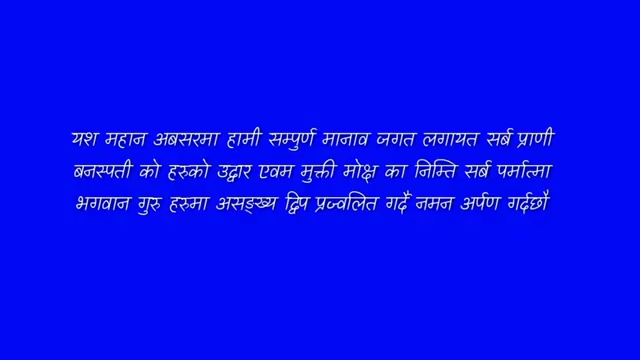 यश महान अबसरमा हामी सम्पुर्ण मानाव जगत लगायत सर्ब प्राणी
बनस्पती को हरुको उद्वार एवम मुक्ती मोक्ष का निम्ति सर्ब पर्मात्मा
भगवान गुरु हरुमा असङ्ख्य द्विप प्रज्वलित गर्दै नमन अर्पण गर्दछौ